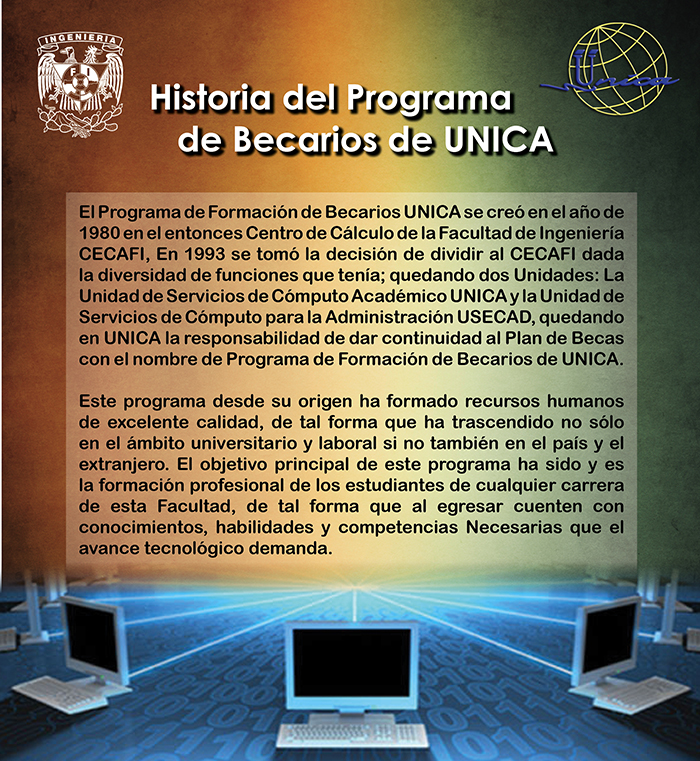 INGENIERIA
Única
Historia del Programa
de Becarios de UNICA
El Programa de Formación de Becarios UNICA se creó en el año de
1980 en el entonces Centro de Cálculo de la Facultad de Ingeniería
CECAFI, En 1993 se tomó la decisión de dividir al CECAFI dada
la diversidad de funciones que tenía; quedando dos Unidades: La
Unidad de Servicios de Cómputo Académico UNICA y la Unidad de
Servicios de Cómputo para la Administración USECAD, quedando
en UNICA la responsabilidad de dar continuidad al Plan de Becas
con el nombre de Programa de Formación de Becarios de UNICA.
Este programa desde su origen ha formado recursos humanos
de excelente calidad, de tal forma que ha trascendido no sólo
en el ámbito universitario y laboral si no también en el país y el
extranjero. El objetivo principal de este programa ha sido y es
la formación profesional de los estudiantes de cualquier carrera
de esta Facultad, de tal forma que al egresar cuenten con
conocimientos, habilidades y competencias Necesarias que el
avance tecnológico demanda.